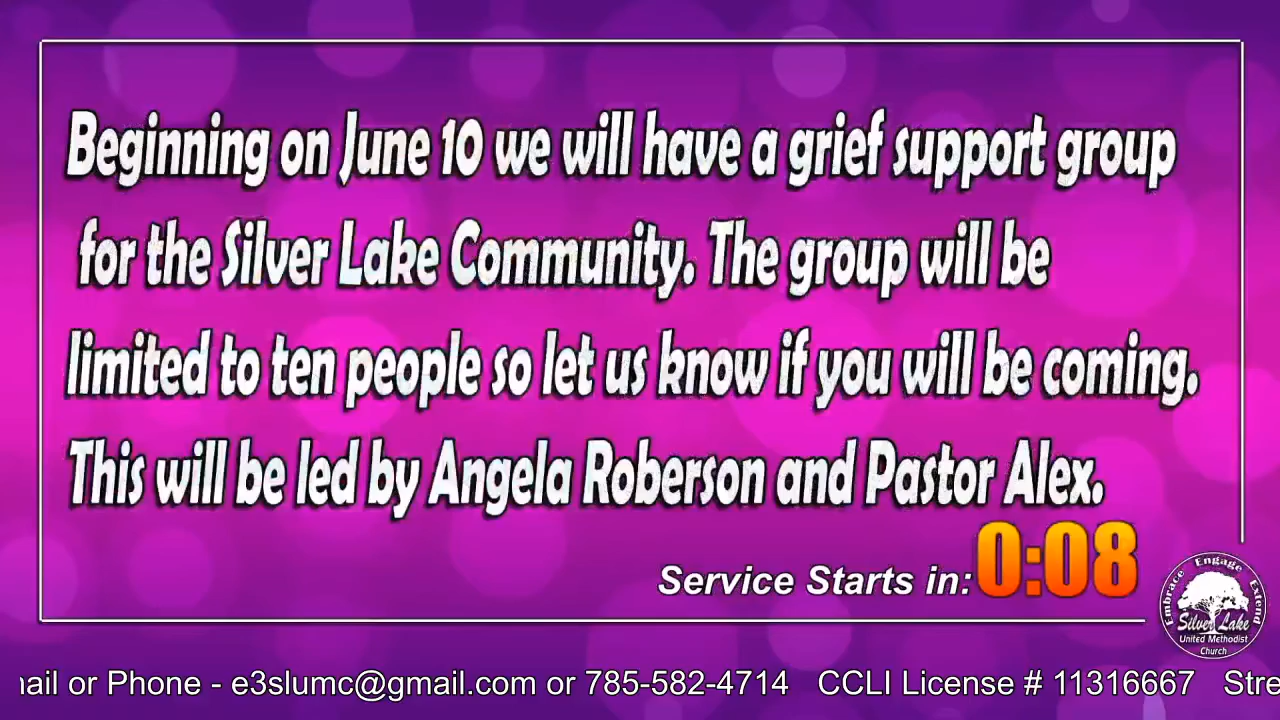 Beginning on June 10 we will have a grief support group
for the Silver Lake Community. The group will be
limited to ten people so let us know if you will be coming.
This will be led by Angela Roberson and Pastor Alex.
Service Starts in: 0:08
Embrace Engage Extend
Silver Lake
United Methodist
Church
or Phone - e3slumc@gmail.com or 785-582-4714 CCLI License # 11316667